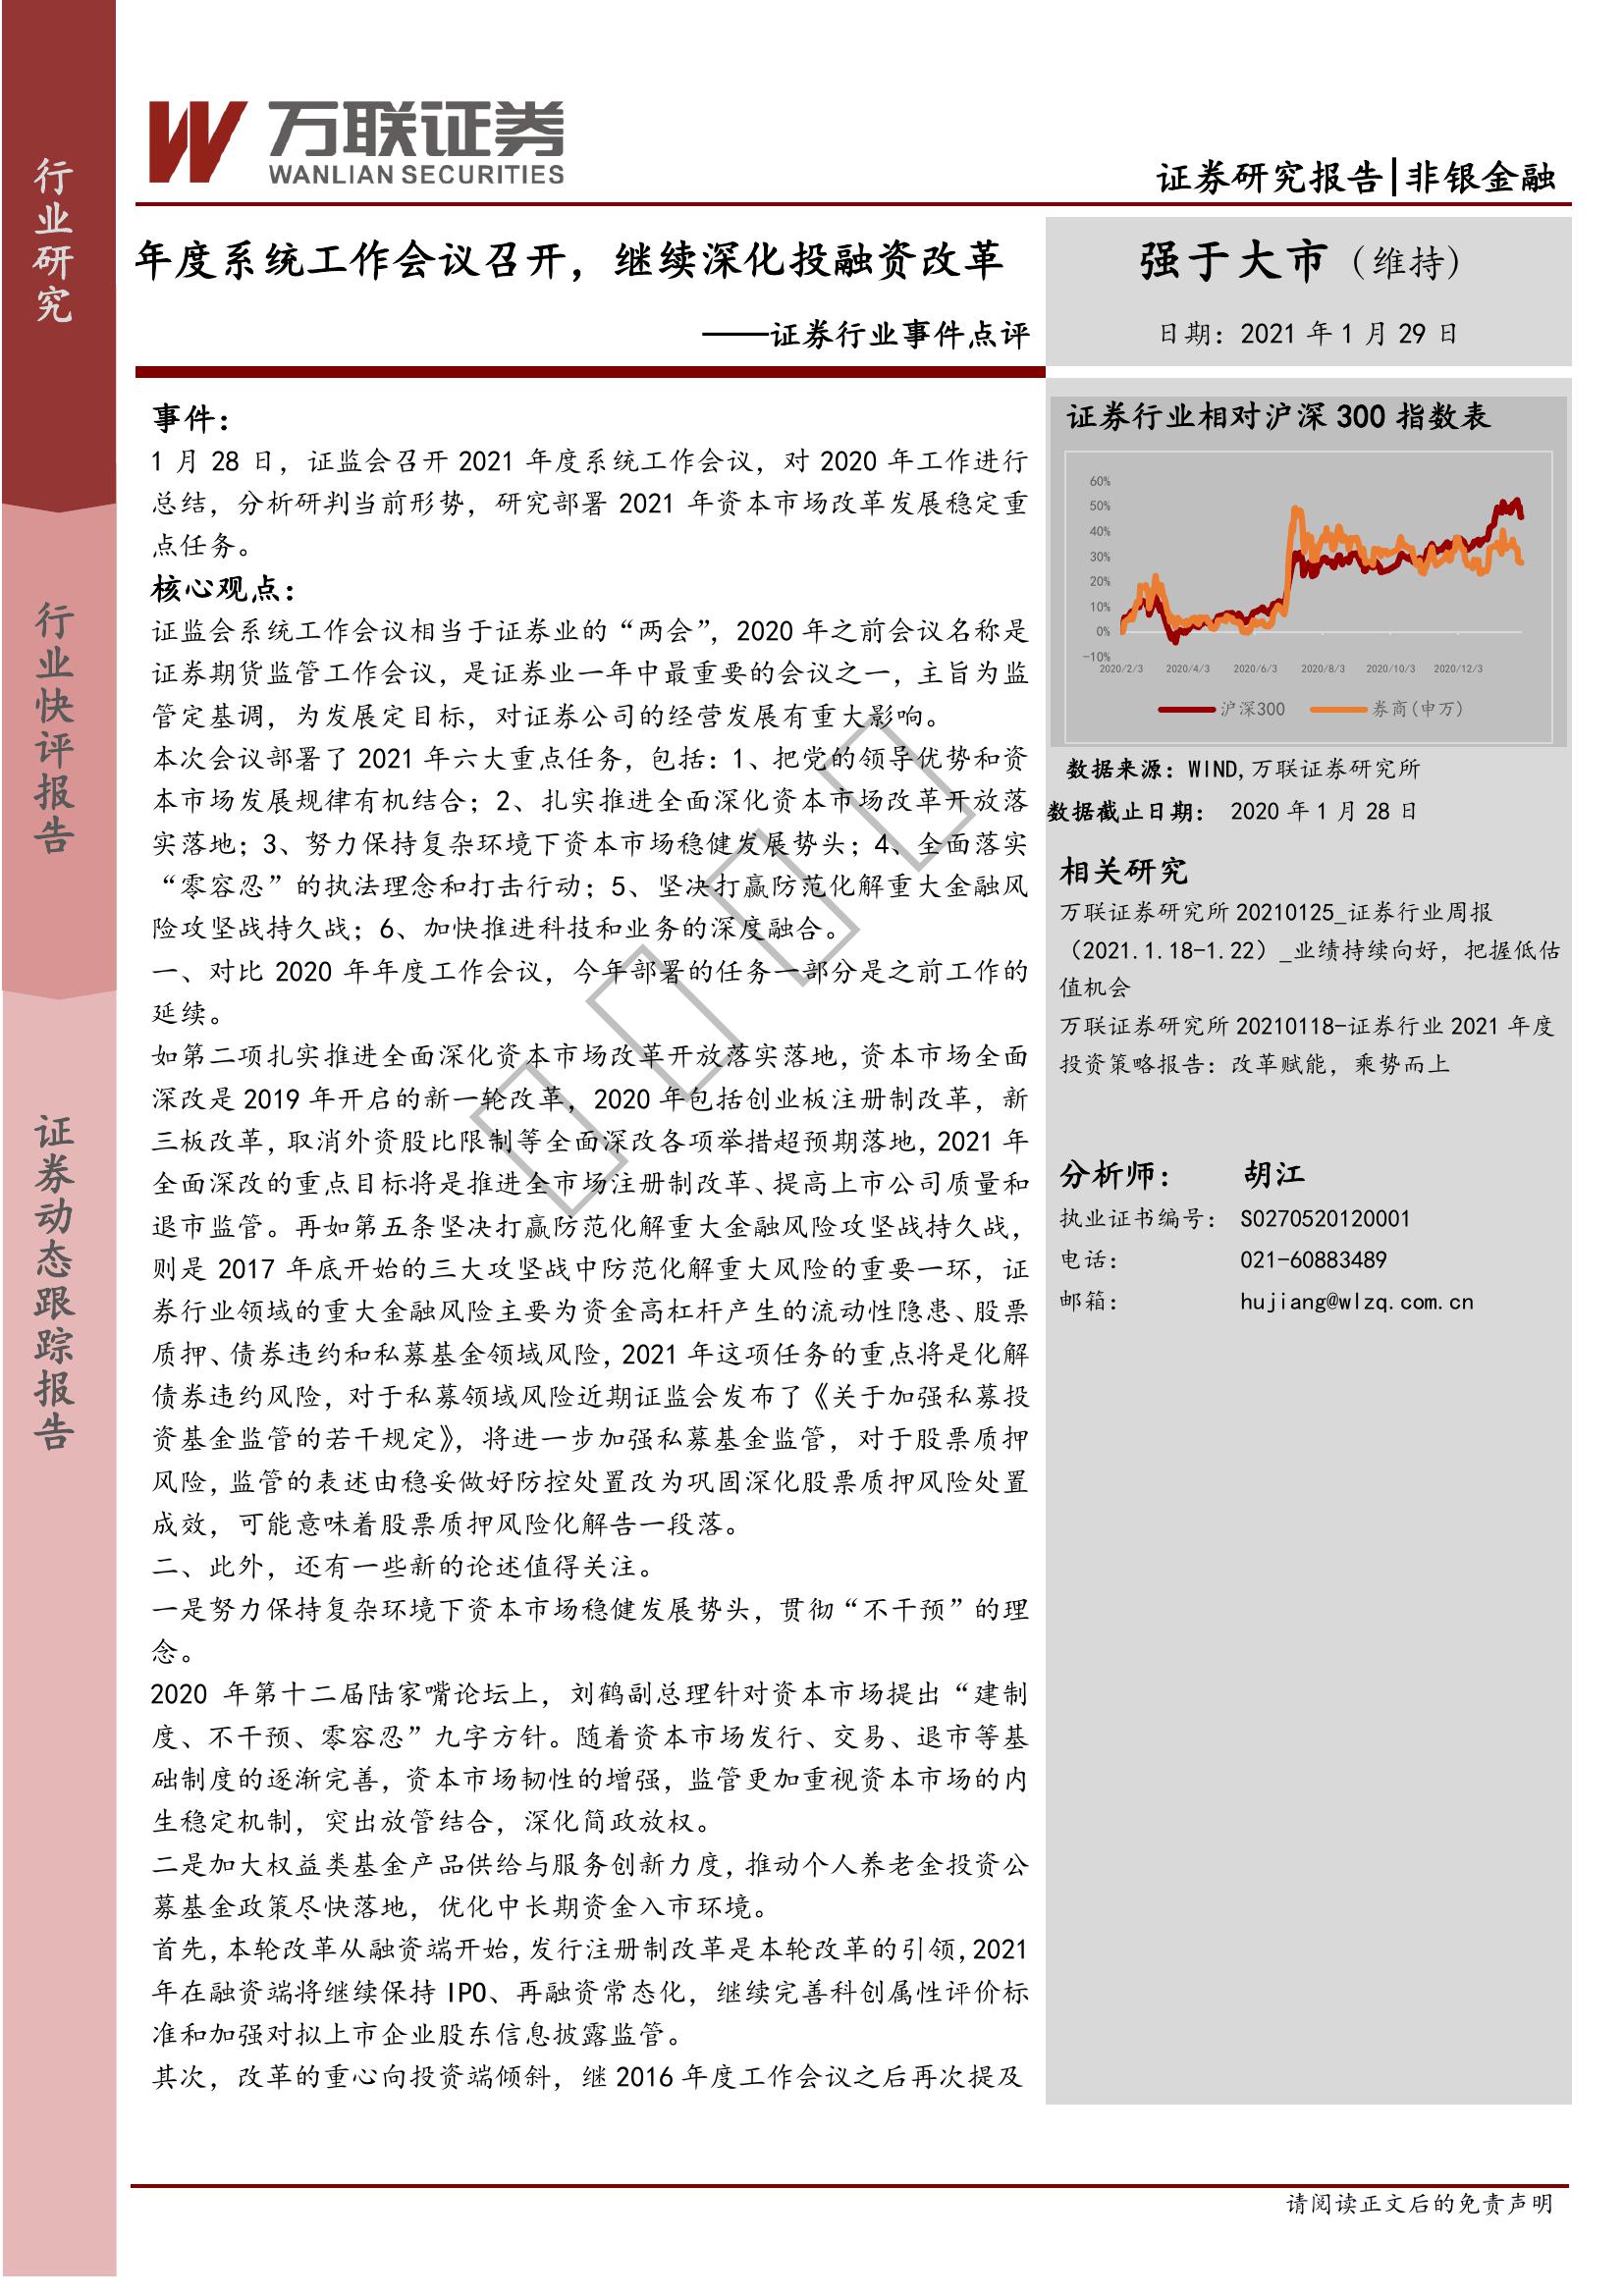 行业研究
行业快评报告
证券动态跟踪报告
万联证券
WANLIAN SECURITIES
证券研究报告|非银金融
年度系统工作会议召开，继续深化投融资改革
——证券行业事件点评
强于大市（维持）
日期：2021 年 1 月 29 日
事件：
1 月 28 日，证监会召开 2021 年度系统工作会议，对 2020 年工作进行
总结，分析研判当前形势，研究部署 2021 年资本市场改革发展稳定重
点任务。
核心观点：
证监会系统工作会议相当于证券业的“两会”，2020 年之前会议名称是
证券期货监管工作会议，是证券业一年中最重要的会议之一，主旨为监
管定基调，为发展定目标，对证券公司的经营发展有重大影响。
本次会议部署了 2021 年六大重点任务，包括：1、把党的领导优势和资
本市场发展规律有机结合；2、扎实推进全面深化资本市场改革开放落
实落地；3、努力保持复杂环境下资本市场稳健发展势头；4、全面落实
“零容忍”的执法理念和打击行动；5、坚决打赢防范化解重大金融风
险攻坚战持久战；6、加快推进科技和业务的深度融合。
一、对比 2020 年年度工作会议，今年部署的任务一部分是之前工作的
延续。
如第二项扎实推进全面深化资本市场改革开放落实落地，资本市场全面
深改是 2019 年开启的新一轮改革，2020 年包括创业板注册制改革，新
三板改革，取消外资股比限制等全面深改各项举措超预期落地，2021 年
全面深改的重点目标将是推进全市场注册制改革、提高上市公司质量和
退市监管。再如第五条坚决打赢防范化解重大金融风险攻坚战持久战，
则是 2017 年底开始的三大攻坚战中防范化解重大风险的重要一环，证
券行业领域的重大金融风险主要为资金高杠杆产生的流动性隐患、股票
质押、债券违约和私募基金领域风险，2021 年这项任务的重点将是化解
债券违约风险，对于私募领域风险近期证监会发布了《关于加强私募投
资基金监管的若干规定》，将进一步加强私募基金监管，对于股票质押
风险，监管的表述由稳妥做好防控处置改为巩固深化股票质押风险处置
成效，可能意味着股票质押风险化解告一段落。
二、此外，还有一些新的论述值得关注。
一是努力保持复杂环境下资本市场稳健发展势头，贯彻“不干预”的理
念。
2020 年第十二届陆家嘴论坛上，刘鹤副总理针对资本市场提出“建制
度、不干预、零容忍”九字方针。随着资本市场发行、交易、退市等基
础制度的逐渐完善，资本市场韧性的增强，监管更加重视资本市场的内
生稳定机制，突出放管结合，深化简政放权。
二是加大权益类基金产品供给与服务创新力度，推动个人养老金投资公
募基金政策尽快落地，优化中长期资金入市环境。
首先，本轮改革从融资端开始，发行注册制改革是本轮改革的引领，2021
年在融资端将继续保持 IPO、再融资常态化，继续完善科创属性评价标
准和加强对拟上市企业股东信息披露监管。
其次，改革的重心向投资端倾斜，继 2016 年度工作会议之后再次提及
证券行业相对沪深 300 指数表
60%
50%
40%
30%
20%
10%
0%
-10%
2020/2/3 2020/4/3 2020/6/3 2020/8/3 2020/10/3 2020/12/3
沪深300 券商(申万)
数据来源：WIND,万联证券研究所
数据截止日期： 2020 年 1 月 28 日
相关研究
万联证券研究所 20210125_证券行业周报
（2021.1.18-1.22）_业绩持续向好，把握低估
值机会
万联证券研究所 20210118-证券行业 2021 年度
投资策略报告：改革赋能，乘势而上
分析师： 胡江
执业证书编号： S0270520120001
电话： 021-60883489
邮箱： hujiang@wlzq.com.cn
请阅读正文后的免责声明